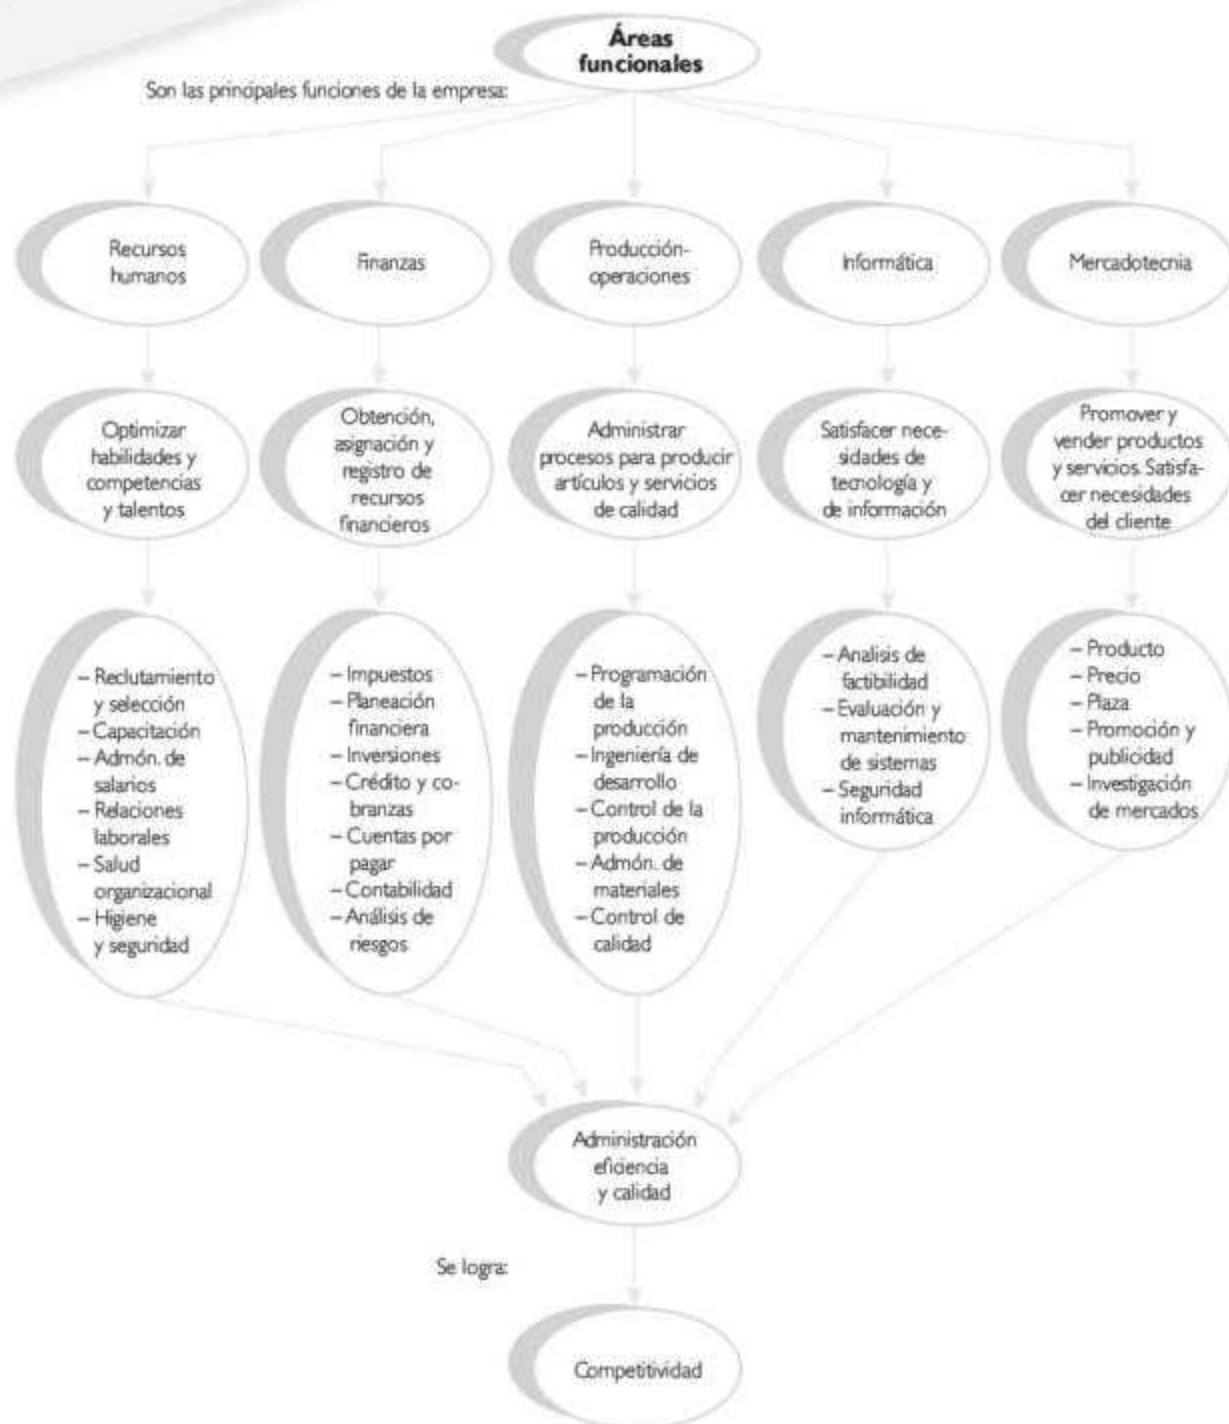 Áreas
funcionales
Son las principales funciones de la empresa:
Recursos
humanos
Finanzas
Producción-
operaciones
Informática
Mercadotecnia
Optimizar
habilidades y
competencias
y talentos
Obtención,
asignación y
registro de
recursos
financieros
Administrar
procesos para producir
artículos y servicios
de calidad
Satisfacer nece-
sidades de
tecnología y
de información
Promover y
vender productos
y servicios. Satisfa-
cer necesidades
del cliente
– Reclutamiento
y selección
– Capacitación
– Admón. de
salarios
– Relaciones
laborales
– Salud
organizacional
– Higiene
y seguridad
– Impuestos
– Planeación
financiera
– Inversiones
– Crédito y co-
branzas
– Cuentas por
pagar
– Contabilidad
– Análisis de
riesgos
– Programación
de la
producción
– Ingeniería de
desarrollo
– Control de la
producción
– Admón. de
materiales
– Control de
calidad
– Analisis de
factibilidad
– Evaluación y
mantenimiento
de sistemas
– Seguridad
informática
– Producto
– Precio
– Plaza
– Promoción y
publicidad
– Investigación
de mercados
Administración
eficiencia
y calidad
Se logra:
Competitividad